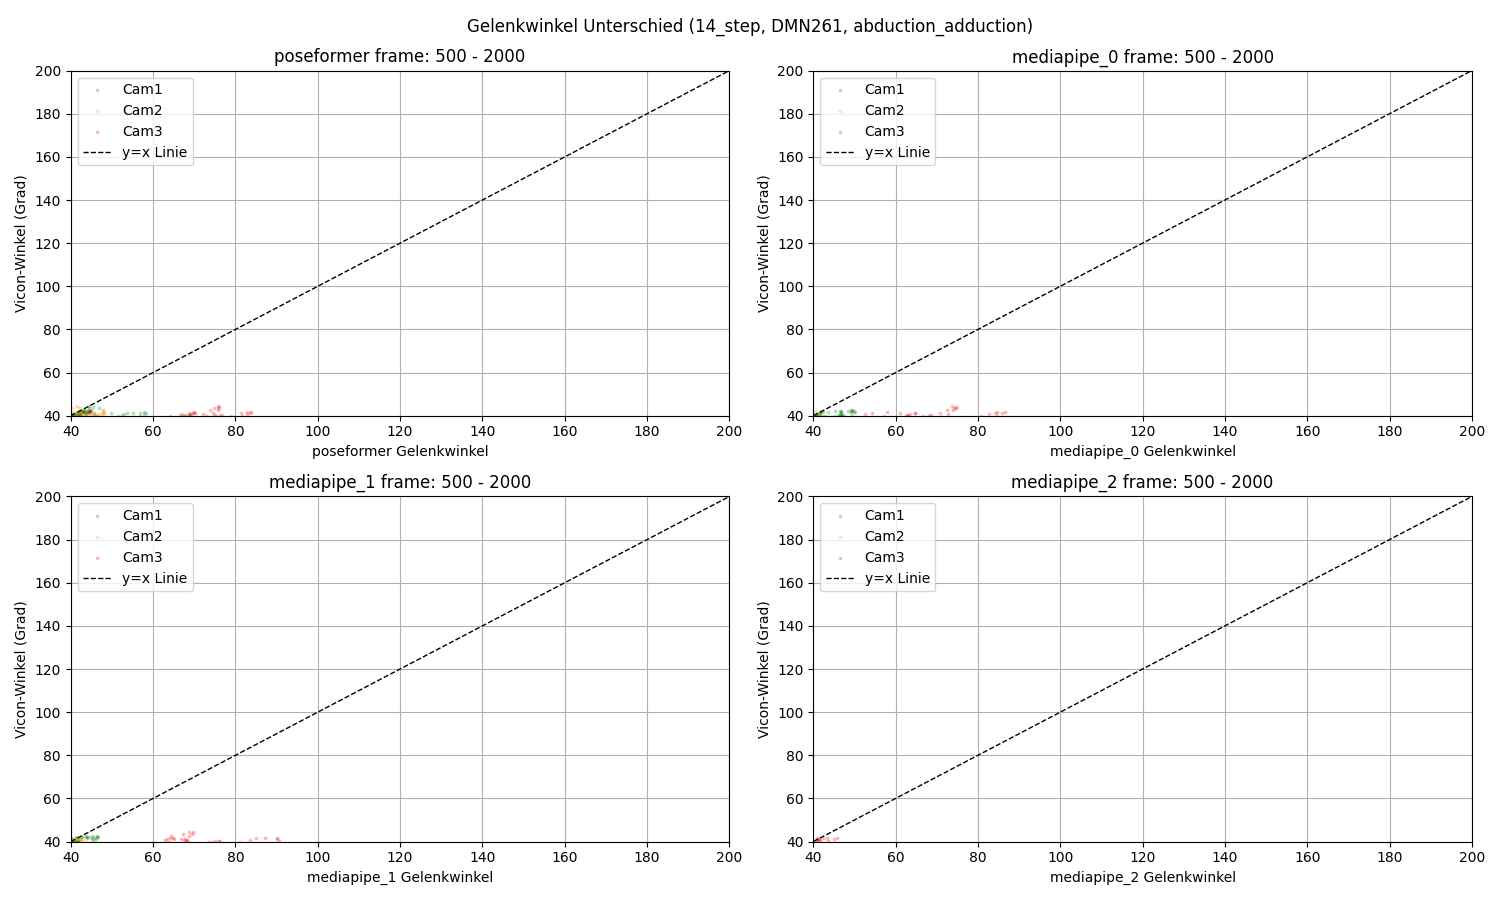 Gelenkwinkel Unterschied (14_step, DMN261, abduction_adduction)
poseformer frame: 500 - 2000
200
180
160
140
120
100
80
60
40
Vicon-Winkel (Grad)
Cam1
Cam2
Cam3
y=x Linie
40 60 80 100 120 140 160 180 200
poseformer Gelenkwinkel
mediapipe_0 frame: 500 - 2000
200
180
160
140
120
100
80
60
40
Vicon-Winkel (Grad)
Cam1
Cam2
Cam3
y=x Linie
40 60 80 100 120 140 160 180 200
mediapipe_0 Gelenkwinkel
mediapipe_1 frame: 500 - 2000
200
180
160
140
120
100
80
60
40
Vicon-Winkel (Grad)
Cam1
Cam2
Cam3
y=x Linie
40 60 80 100 120 140 160 180 200
mediapipe_1 Gelenkwinkel
mediapipe_2 frame: 500 - 2000
200
180
160
140
120
100
80
60
40
Vicon-Winkel (Grad)
Cam1
Cam2
Cam3
y=x Linie
40 60 80 100 120 140 160 180 200
mediapipe_2 Gelenkwinkel